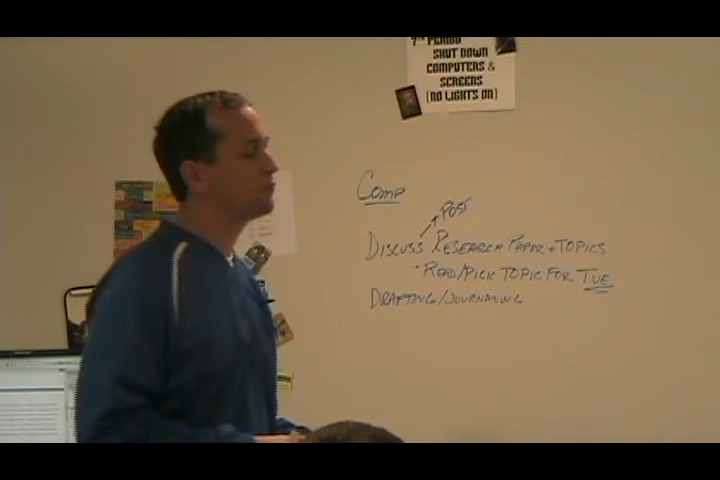 7TH PERIOD
SHUT DOWN
COMPUTERS &
SCREENS
(NO LIGHTS ON)
COMP
POST
DISCUSS RESEARCH PAPER + TOPICS
• READ/PICK TOPIC FOR TUE
DRAFTING/JOURNALING